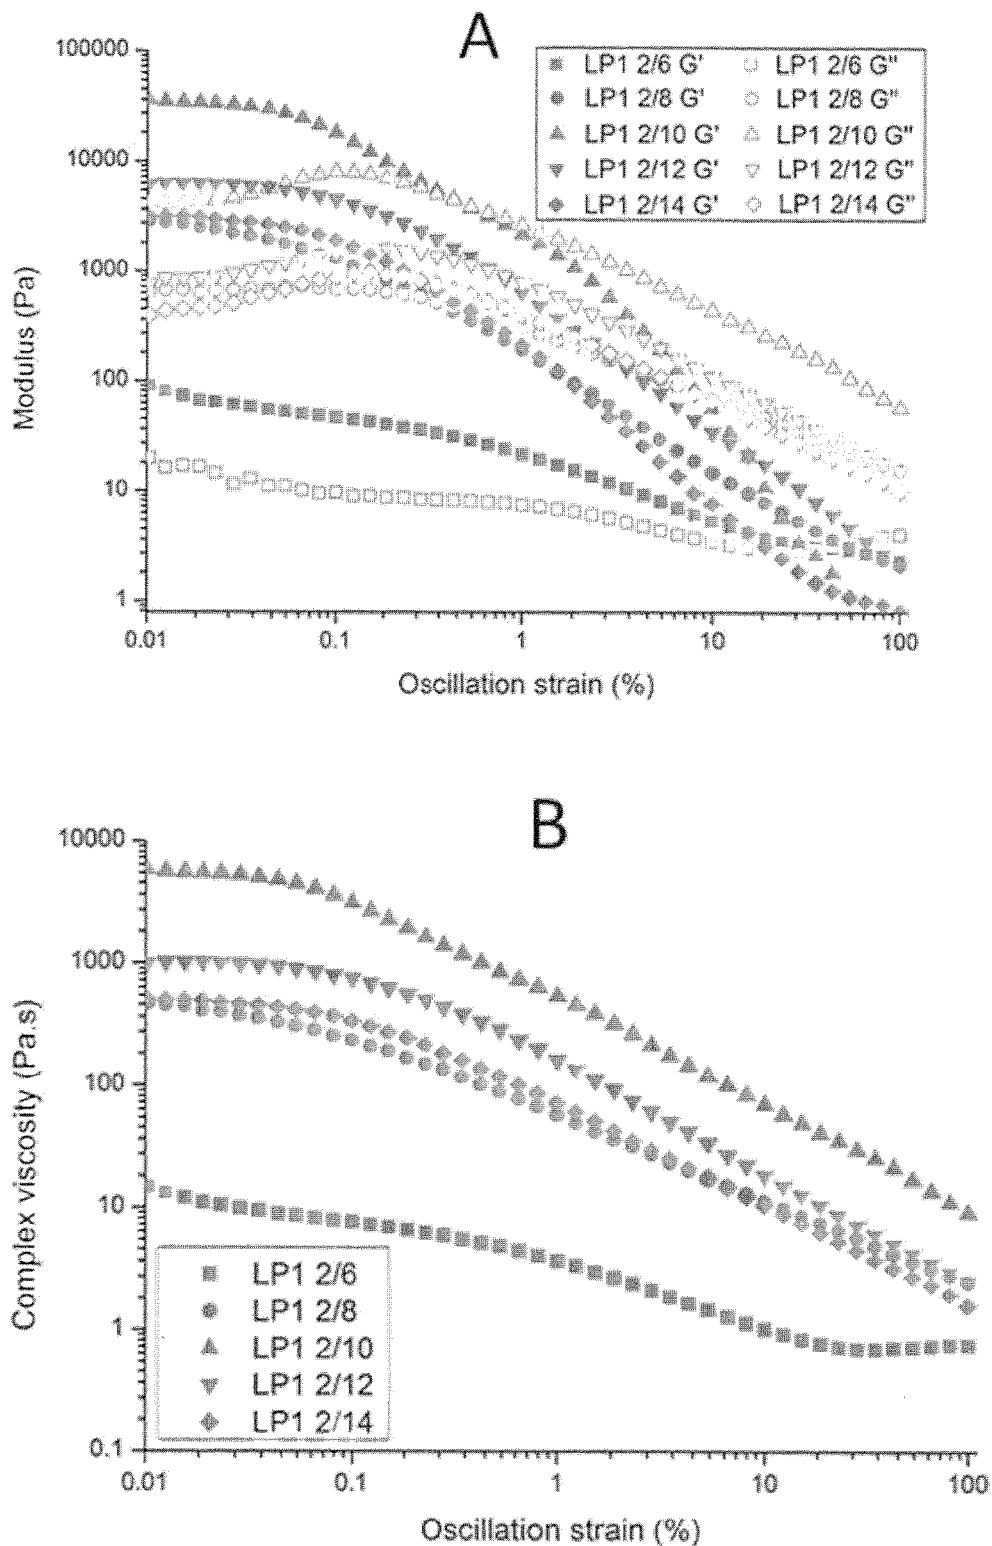 A
100000
10000
1000
100
10
1
Modulus (Pa)
LP1 2/6 G' LP1 2/6 G"
LP1 2/8 G' LP1 2/8 G"
LP1 2/10 G' LP1 2/10 G"
LP1 2/12 G' LP1 2/12 G"
LP1 2/14 G' LP1 2/14 G"
0.01 0.1 1 10 100
Oscillation strain (%)
B
10000
1000
100
10
1
0.1
Complex viscosity (Pa.s)
LP1 2/6
LP1 2/8
LP1 2/10
LP1 2/12
LP1 2/14
0.01 0.1 1 10 100
Oscillation strain (%)